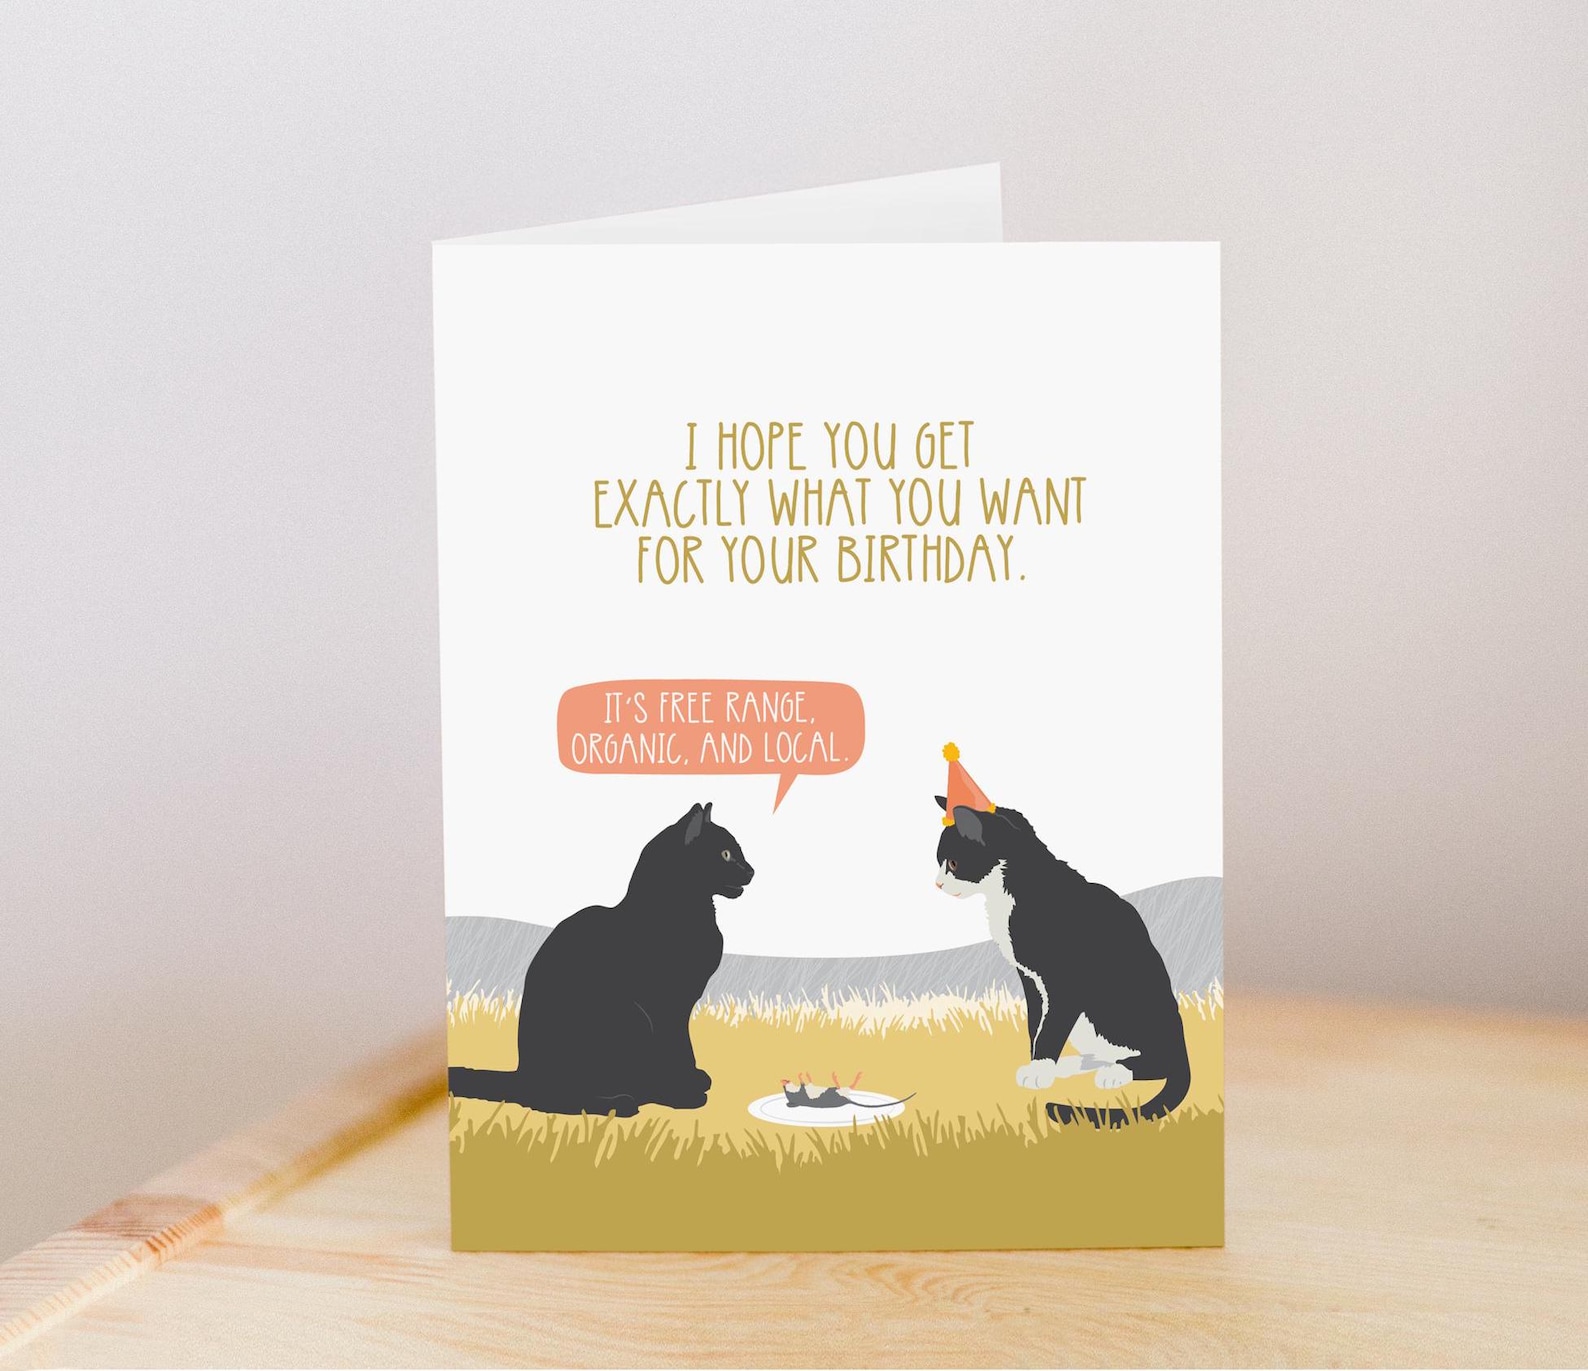 I HOPE YOU GET
EXACTLY WHAT YOU WANT
FOR YOUR BIRTHDAY.
IT'S FREE RANGE,
ORGANIC, AND LOCAL.